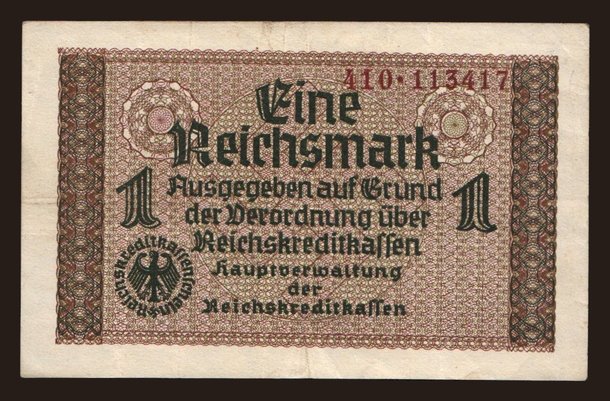 410·113417
Eine
Reichsmark
1 Ausgegeben auf Grund 1
der Verordnung über
Reichskreditkassen
Hauptverwaltung
der
Reichskreditkassen